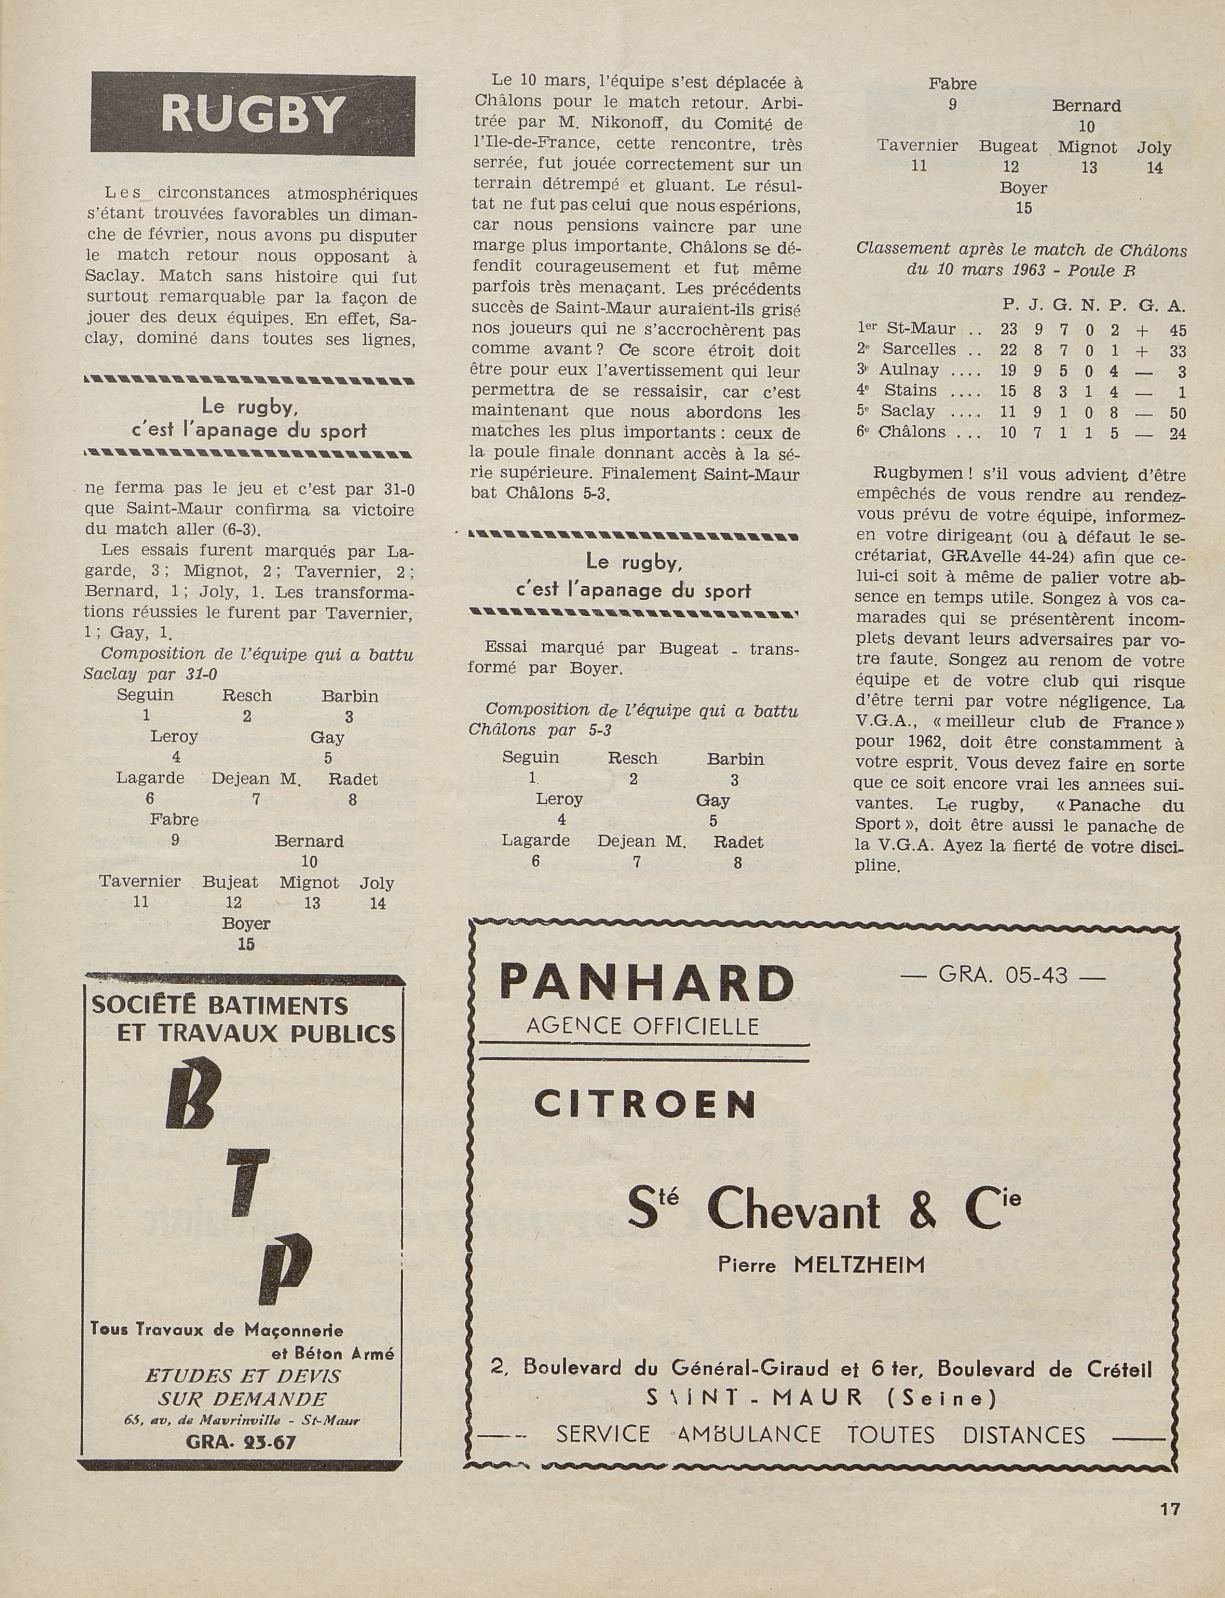 RUGBY
Les circonstances atmosphériques
s'étant trouvées favorables un diman-
che de février, nous avons pu disputer
le match retour nous opposant à
Saclay. Match sans histoire qui fut
surtout remarquable par la façon de
jouer des deux équipes. En effet, Sa-
clay, dominé dans toutes ses lignes,
Le rugby,
c'est l'apanage du sport
ne ferma pas le jeu et c'est par 31-0
que Saint-Maur confirma sa victoire
du match aller (6-3).
Les essais furent marqués par La-
garde, 3 ; Mignot, 2 ; Tavernier, 2 ;
Bernard, 1 ; Joly, 1. Les transforma-
tions réussies le furent par Tavernier,
1 ; Gay, 1.
Composition de l'équipe qui a battu
Saclay par 31-0
Seguin Resch Barbin
1 2 3
Leroy Gay
4 5
Lagarde Dejean M. Radet
6 7 8
Fabre
9 Bernard
10
Tavernier Bujeat Mignot Joly
11 12 13 14
Boyer
15
SOCIÉTÉ BATIMENTS
ET TRAVAUX PUBLICS
B
T
P
Tous Travaux de Maçonnerie
et Béton Armé
ETUDES ET DEVIS
SUR DEMANDE
65, av. de Mavrinville - St-Maur
GRA. 23-67
Le 10 mars, l'équipe s'est déplacée à
Châlons pour le match retour. Arbi-
trée par M. Nikonoff, du Comité de
l'Ile-de-France, cette rencontre, très
serrée, fut jouée correctement sur un
terrain détrempé et gluant. Le résul-
tat ne fut pas celui que nous espérions,
car nous pensions vaincre par une
marge plus importante. Châlons se dé-
fendit courageusement et fut même
parfois très menaçant. Les précédents
succès de Saint-Maur auraient-ils grisé
nos joueurs qui ne s'accrochèrent pas
comme avant ? Ce score étroit doit
être pour eux l'avertissement qui leur
permettra de se ressaisir, car c'est
maintenant que nous abordons les
matches les plus importants : ceux de
la poule finale donnant accès à la sé-
rie supérieure. Finalement Saint-Maur
bat Châlons 5-3.
Le rugby,
c'est l'apanage du sport
Essai marqué par Bugeat - trans-
formé par Boyer.
Composition de l'équipe qui a battu
Châlons par 5-3
Seguin Resch Barbin
1 2 3
Leroy Gay
4 5
Lagarde Dejean M. Radet
6 7 8
Fabre
9 Bernard
10
Tavernier Bugeat Mignot Joly
11 12 13 14
Boyer
15
Classement après le match de Châlons
du 10 mars 1963 - Poule B
P. J. G. N. P. G. A.
1er St-Maur .. 23 9 7 0 2 + 45
2e Sarcelles .. 22 8 7 0 1 + 33
3e Aulnay .... 19 9 5 0 4 — 3
4e Stains .... 15 8 3 1 4 — 1
5e Saclay .... 11 9 1 0 8 — 50
6e Châlons ... 10 7 1 1 5 — 24
Rugbymen ! s'il vous advient d'être
empêchés de vous rendre au rendez-
vous prévu de votre équipe, informez-
en votre dirigeant (ou à défaut le se-
crétariat, GRAvelle 44-24) afin que ce-
lui-ci soit à même de palier votre ab-
sence en temps utile. Songez à vos ca-
marades qui se présentèrent incom-
plets devant leurs adversaires par vo-
tre faute. Songez au renom de votre
équipe et de votre club qui risque
d'être terni par votre négligence. La
V.G.A., « meilleur club de France »
pour 1962, doit être constamment à
votre esprit. Vous devez faire en sorte
que ce soit encore vrai les annees sui-
vantes. Le rugby, « Panache du
Sport », doit être aussi le panache de
la V.G.A. Ayez la fierté de votre disci-
pline.
PANHARD — GRA. 05-43 —
AGENCE OFFICIELLE
CITROEN
Sté Chevant & Cie
Pierre MELTZHEIM
2, Boulevard du Général-Giraud et 6 ter, Boulevard de Créteil
SAINT-MAUR (Seine)
SERVICE AMBULANCE TOUTES DISTANCES
17